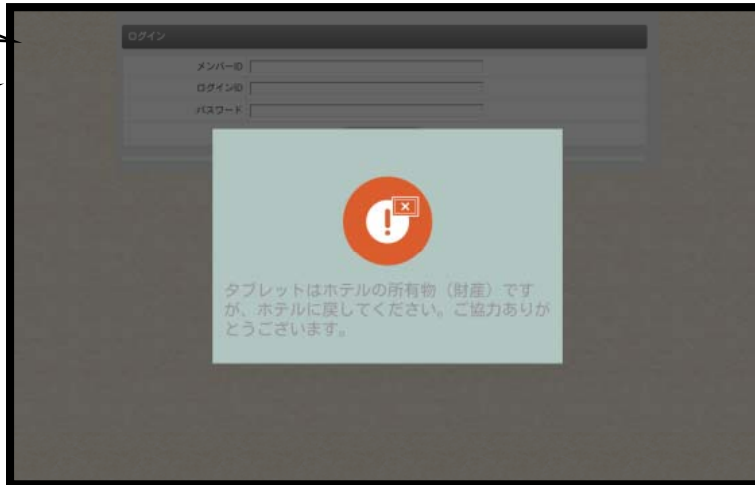 ログイン
メンバーID
ログインID
パスワード
タブレットはホテルの所有物（財産）です
が、ホテルに戻してください。ご協力ありが
とうございます。